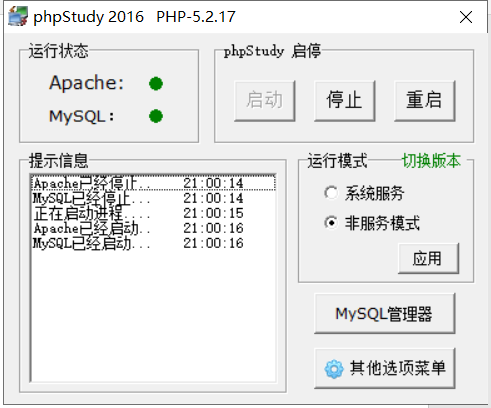 phpStudy 2016   PHP-5.2.17
运行状态
Apache:
MySQL:
phpStudy 启停
启动 停止 重启
提示信息
Apache已经停止.. 21:00:14
MySQL已经停止... 21:00:14
正在启动进程.... 21:00:15
Apache已经启动.. 21:00:16
MySQL已经启动... 21:00:16
运行模式 切换版本
系统服务
非服务模式
应用
MySQL管理器
其他选项菜单